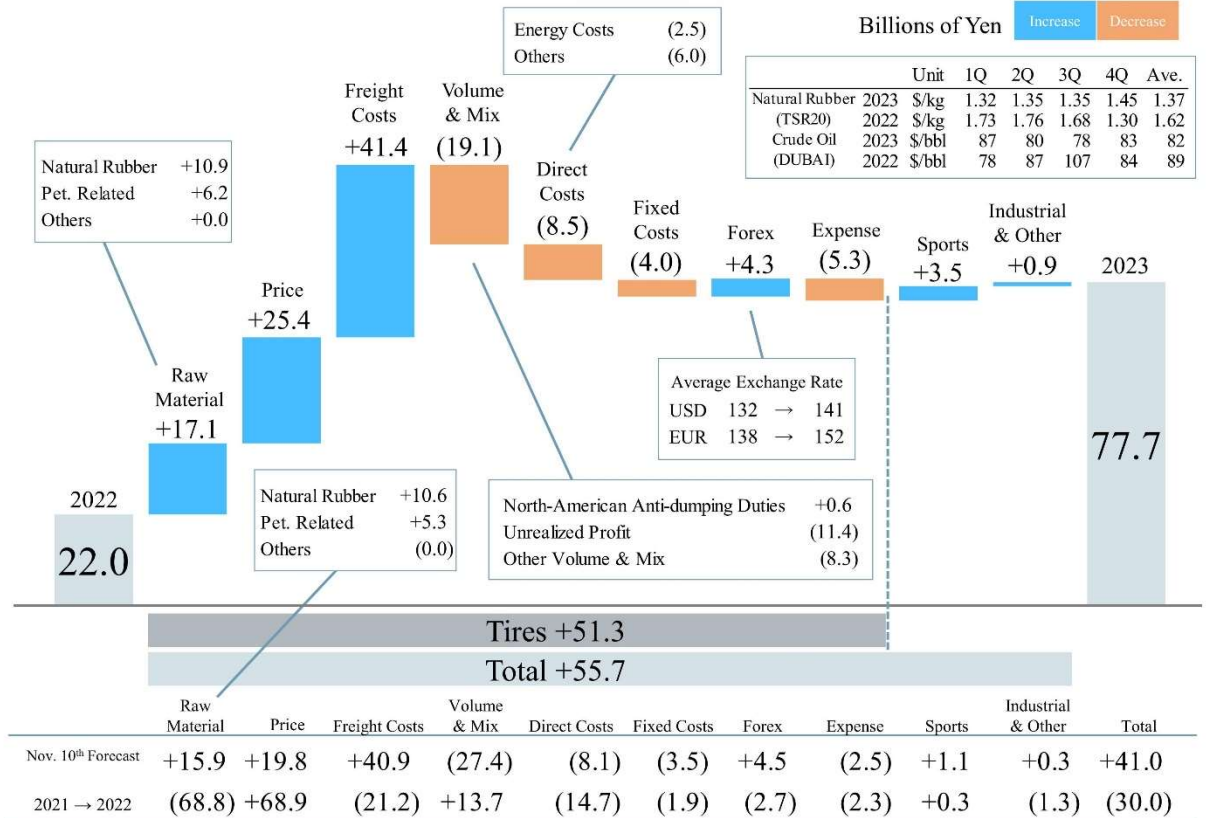 Billions of Yen Increase Decrease
Unit 1Q 2Q 3Q 4Q Ave.
Natural Rubber 2023 $/kg 1.32 1.35 1.35 1.45 1.37
(TSR20) 2022 $/kg 1.73 1.76 1.68 1.30 1.62
Crude Oil 2023 $/bbl 87 80 78 83 82
(DUBAI) 2022 $/bbl 78 87 107 84 89
Energy Costs (2.5)
Others (6.0)
Natural Rubber +10.9
Pet. Related +6.2
Others +0.0
2022
22.0
Raw
Material
+17.1
Price
+25.4
Freight
Costs
+41.4
Volume
& Mix
(19.1)
Direct
Costs
(8.5)
Fixed
Costs
(4.0)
Forex
+4.3
Expense
(5.3)
Sports
+3.5
Industrial
& Other
+0.9
2023
77.7
Average Exchange Rate
USD 132 → 141
EUR 138 → 152
Natural Rubber +10.6
Pet. Related +5.3
Others (0.0)
North-American Anti-dumping Duties +0.6
Unrealized Profit (11.4)
Other Volume & Mix (8.3)
Tires +51.3
Total +55.7
Raw Material Price Freight Costs Volume & Mix Direct Costs Fixed Costs Forex Expense Sports Industrial & Other Total
Nov. 10th Forecast +15.9 +19.8 +40.9 (27.4) (8.1) (3.5) +4.5 (2.5) +1.1 +0.3 +41.0
2021 → 2022 (68.8) +68.9 (21.2) +13.7 (14.7) (1.9) (2.7) (2.3) +0.3 (1.3) (30.0)